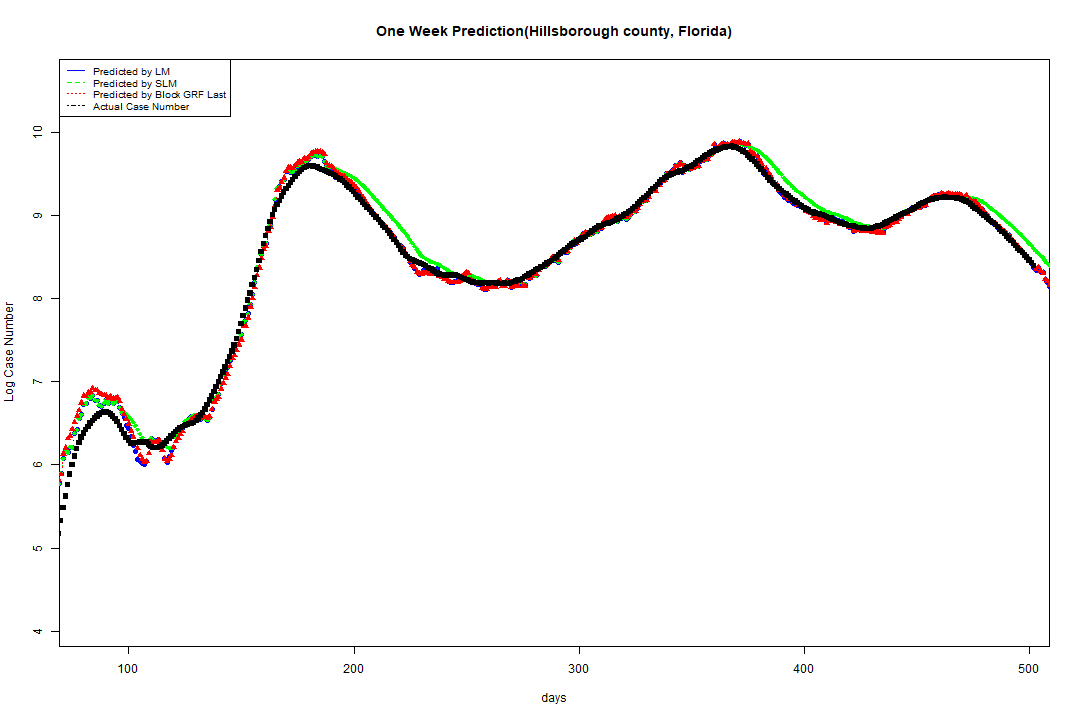 One Week Prediction(Hillsborough county, Florida)
Predicted by LM
Predicted by SLM
Predicted by Block GRF Last
Actual Case Number
10
9
8
7
6
5
4
Log Case Number
100 200 300 400 500
days